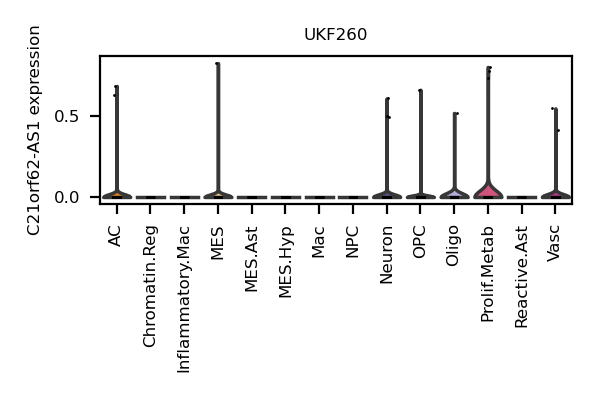 UKF260
C21orf62-AS1 expression
0.5
0.0
AC
Chromatin.Reg
Inflammatory.Mac
MES
MES.Ast
MES.Hyp
Mac
NPC
Neuron
OPC
Oligo
Prolif.Metab
Reactive.Ast
Vasc